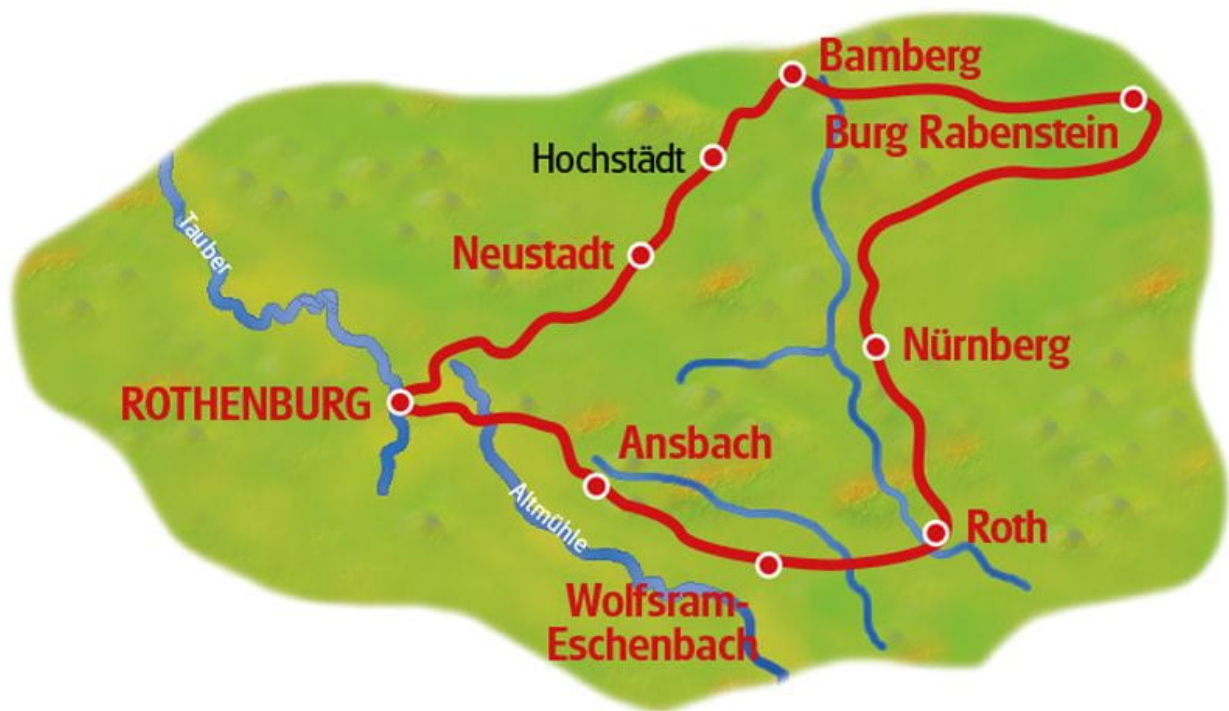 Bamberg
Burg Rabenstein
Hochstädt
Tauber
Neustadt
Nürnberg
ROTHENBURG
Ansbach
Altmühle
Roth
Wolfsram-
Eschenbach